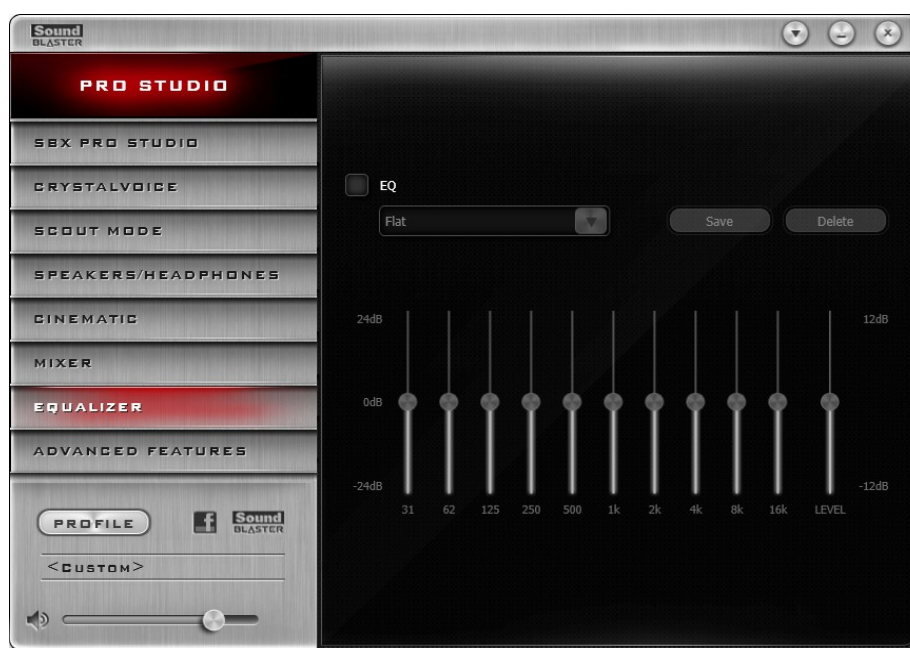 Sound
BLASTER
PRO STUDIO
SBX PRO STUDIO
CRYSTALVOICE
SCOUT MODE
SPEAKERS/HEADPHONES
CINEMATIC
MIXER
EQUALIZER
ADVANCED FEATURES
PROFILE
f Sound
BLASTER
<CUSTOM>
EQ
Flat Save Delete
24dB 12dB
0dB
-24dB -12dB
31 62 125 250 500 1k 2k 4k 8k 16k LEVEL